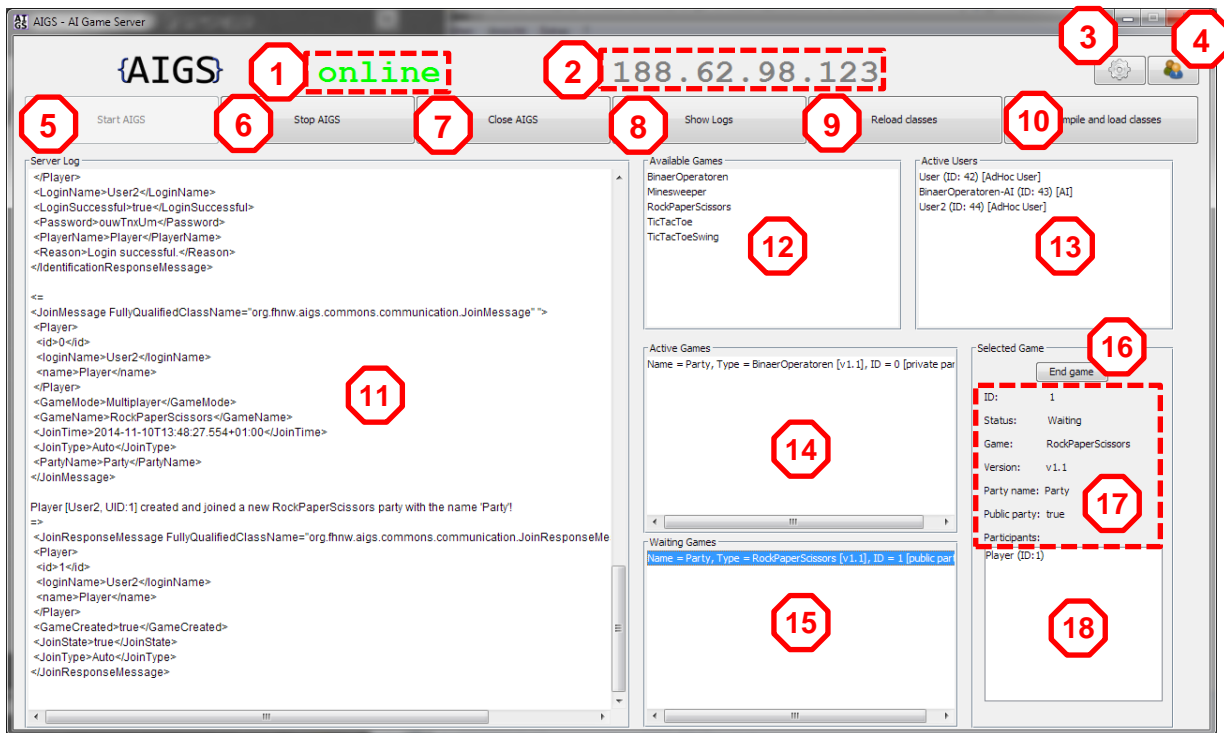 AIGS - AI Game Server
{AIGS}
1
online
2
188.62.98.123
3
4
5
Start AIGS
6
Stop AIGS
7
Close AIGS
8
Show Logs
9
Reload classes
10
mpile and load classes
Server Log
</Player>
<LoginName>User2</LoginName>
<LoginSuccessful>true</LoginSuccessful>
<Password>ouwTnxUm</Password>
<PlayerName>Player</PlayerName>
<Reason>Login successful.</Reason>
</IdentificationResponseMessage>
<=
<JoinMessage FullyQualifiedClassName="org.fhnw.aigs.commons.communication.JoinMessage" ">
<Player>
<id>0</id>
<loginName>User2</loginName>
<name>Player</name>
</Player>
<GameMode>Multiplayer</GameMode>
<GameName>RockPaperScissors</GameName>
<JoinTime>2014-11-10T13:48:27.554+01:00</JoinTime>
<JoinType>Auto</JoinType>
<PartyName>Party</PartyName>
</JoinMessage>
Player [User2, UID:1] created and joined a new RockPaperScissors party with the name 'Party'!
=>
<JoinResponseMessage FullyQualifiedClassName="org.fhnw.aigs.commons.communication.JoinResponseMe
<Player>
<id>1</id>
<loginName>User2</loginName>
<name>Player</name>
</Player>
<GameCreated>true</GameCreated>
<JoinState>true</JoinState>
<JoinType>Auto</JoinType>
</JoinResponseMessage>
11
Available Games
BinaerOperatoren
Minesweeper
RockPaperScissors
TicTacToe
TicTacToeSwing
12
Active Users
User (ID: 42) [AdHoc User]
BinaerOperatoren-AI (ID: 43) [AI]
User2 (ID: 44) [AdHoc User]
13
Active Games
Name = Party, Type = BinaerOperatoren [v1.1], ID = 0 [private par
14
Waiting Games
Name = Party, Type = RockPaperScissors [v1.1], ID = 1 [public part
15
Selected Game
16
End game
ID: 1
Status: Waiting
Game: RockPaperScissors
Version: v1.1
Party name: Party
Public party: true
Participants:
17
Player (ID:1)
18